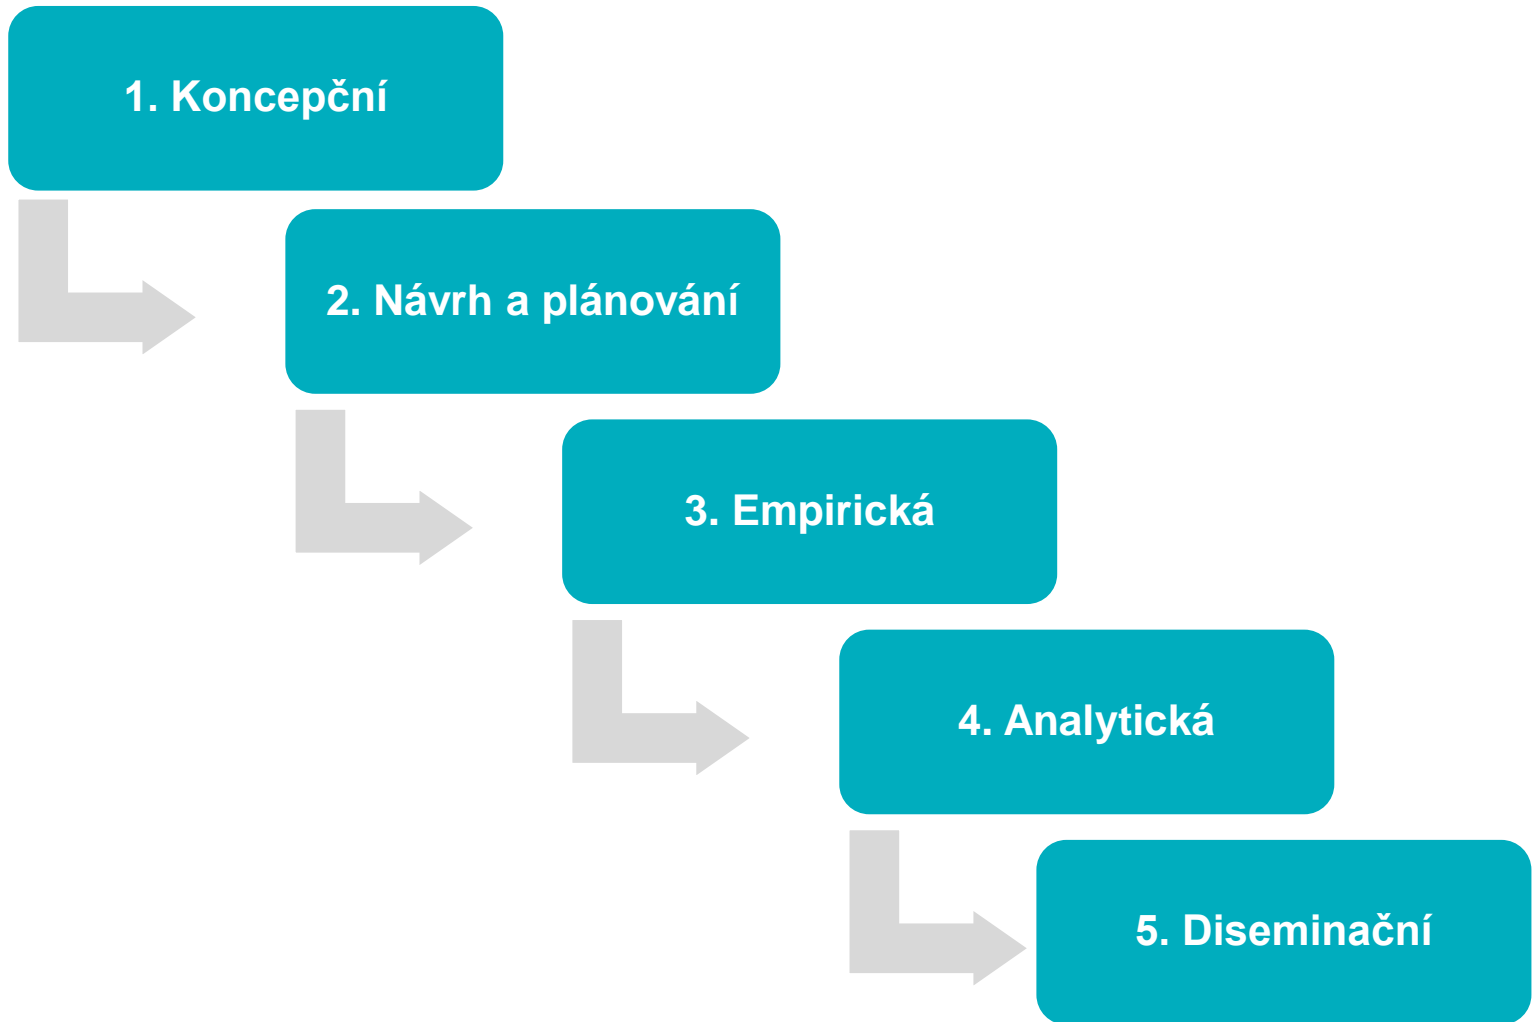 1. Koncepční
2. Návrh a plánování
3. Empirická
4. Analytická
5. Diseminační